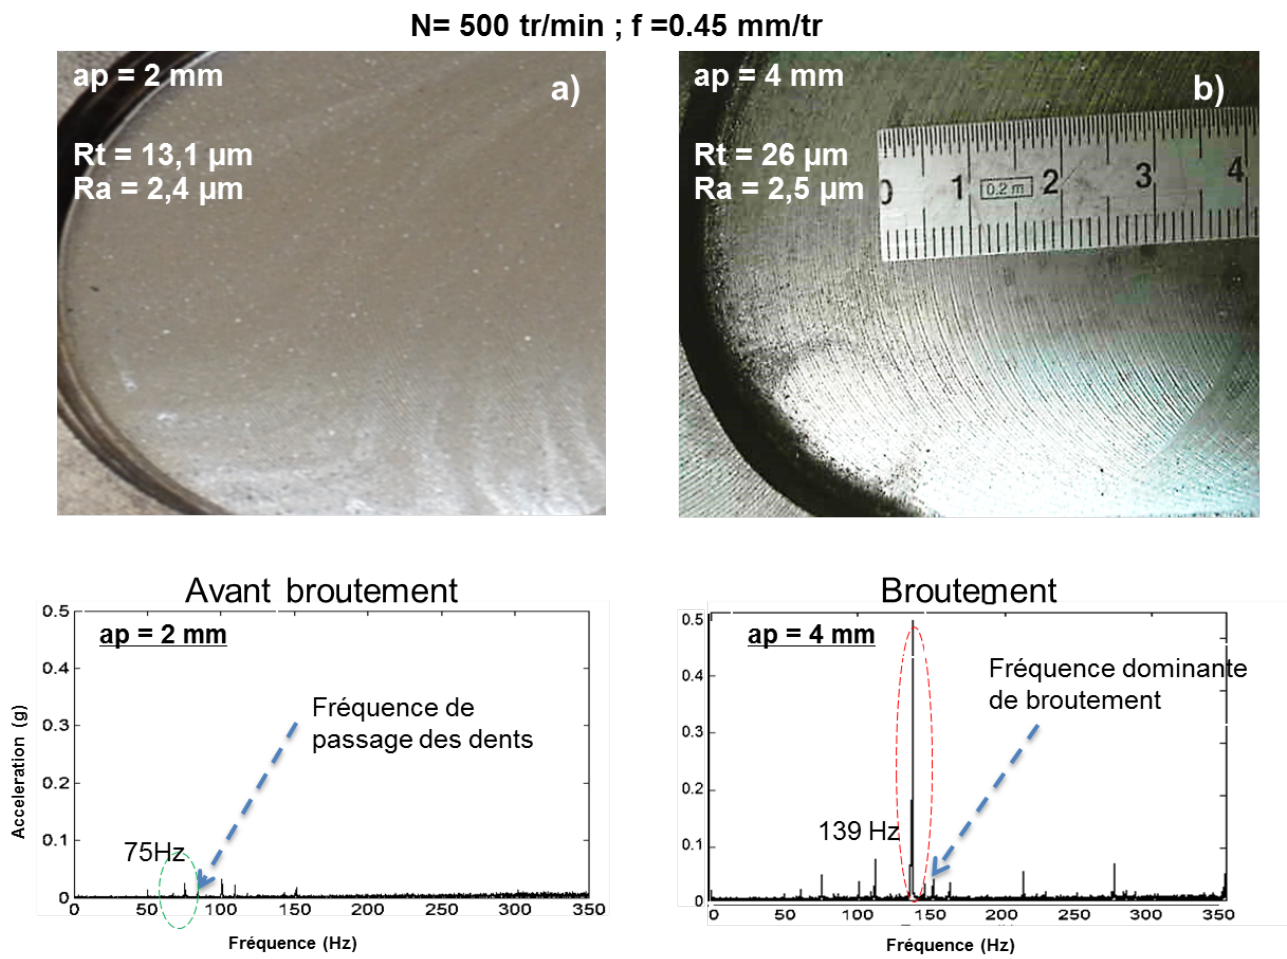 N= 500 tr/min ; f =0.45 mm/tr
ap = 2 mm
a)
Rt = 13,1 µm
Ra = 2,4 µm
ap = 4 mm
b)
Rt = 26 µm
Ra = 2,5 µm
0 1 2 3 4
0.2 m
Avant broutement
0.5
0.4
0.3
0.2
0.1
0
ap = 2 mm
Fréquence de
passage des dents
75Hz
0 50 100 150 200 250 300 350
Acceleration (g)
Fréquence (Hz)
Broutement
0.5
0.4
0.3
0.2
0.1
0
ap = 4 mm
Fréquence dominante
de broutement
139 Hz
0 50 100 150 200 250 300 350
Fréquence (Hz)